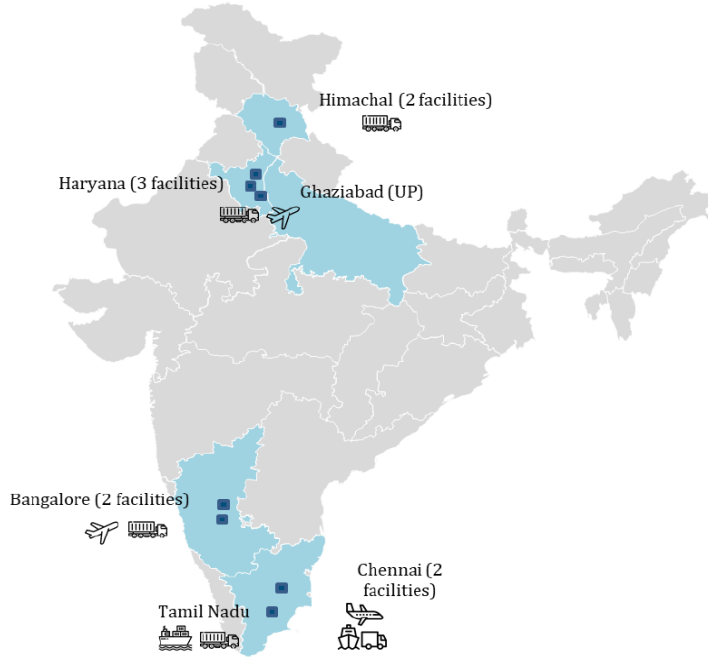 Himachal (2 facilities)
Haryana (3 facilities)
Ghaziabad (UP)
Bangalore (2 facilities)
Chennai (2
facilities)
Tamil Nadu